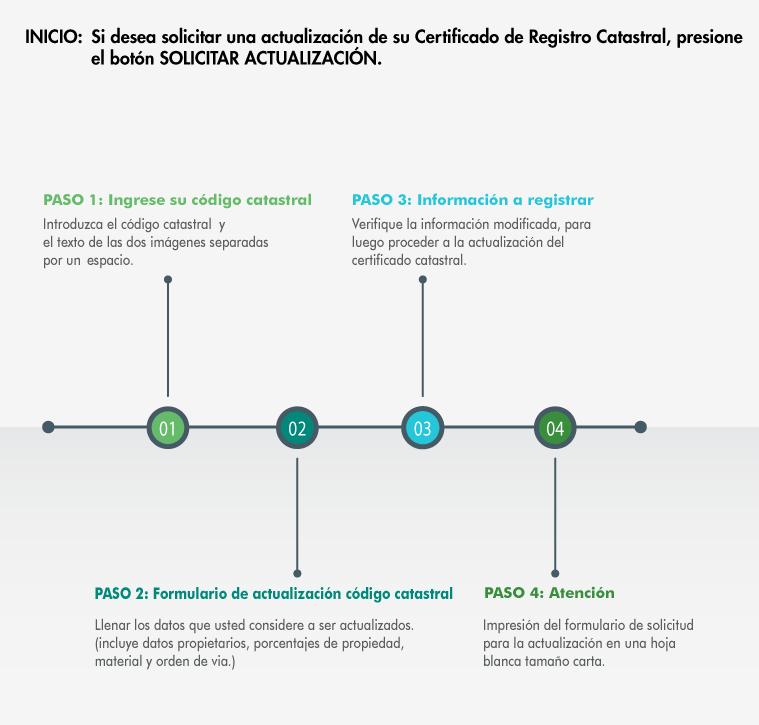 INICIO: Si desea solicitar una actualización de su Certificado de Registro Catastral, presione
el botón SOLICITAR ACTUALIZACIÓN.
PASO 1: Ingrese su código catastral
Introduzca el código catastral y
el texto de las dos imágenes separadas
por un espacio.
PASO 3: Información a registrar
Verifique la información modificada, para
luego proceder a la actualización del
certificado catastral.
01
02
03
04
PASO 2: Formulario de actualización código catastral
Llenar los datos que usted considere a ser actualizados.
(incluye datos propietarios, porcentajes de propiedad,
material y orden de via.)
PASO 4: Atención
Impresión del formulario de solicitud
para la actualización en una hoja
blanca tamaño carta.